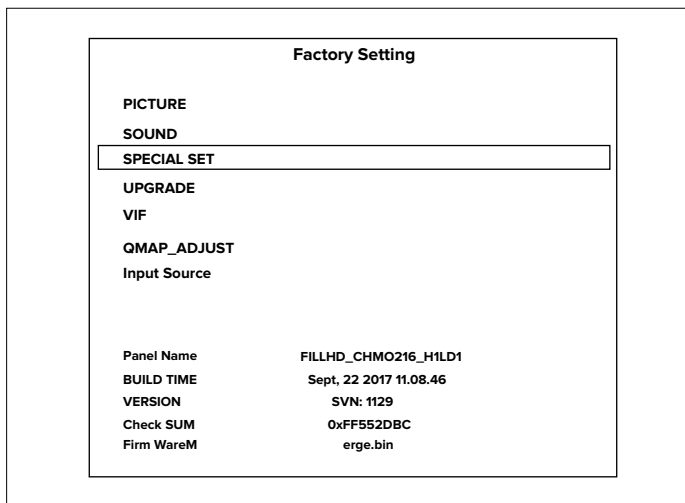 Factory Setting
PICTURE
SOUND
SPECIAL SET
UPGRADE
VIF
QMAP_ADJUST
Input Source
Panel Name FILLHD_CHMO216_H1LD1
BUILD TIME Sept, 22 2017 11.08.46
VERSION SVN: 1129
Check SUM 0xFF552DBC
Firm WareM erge.bin